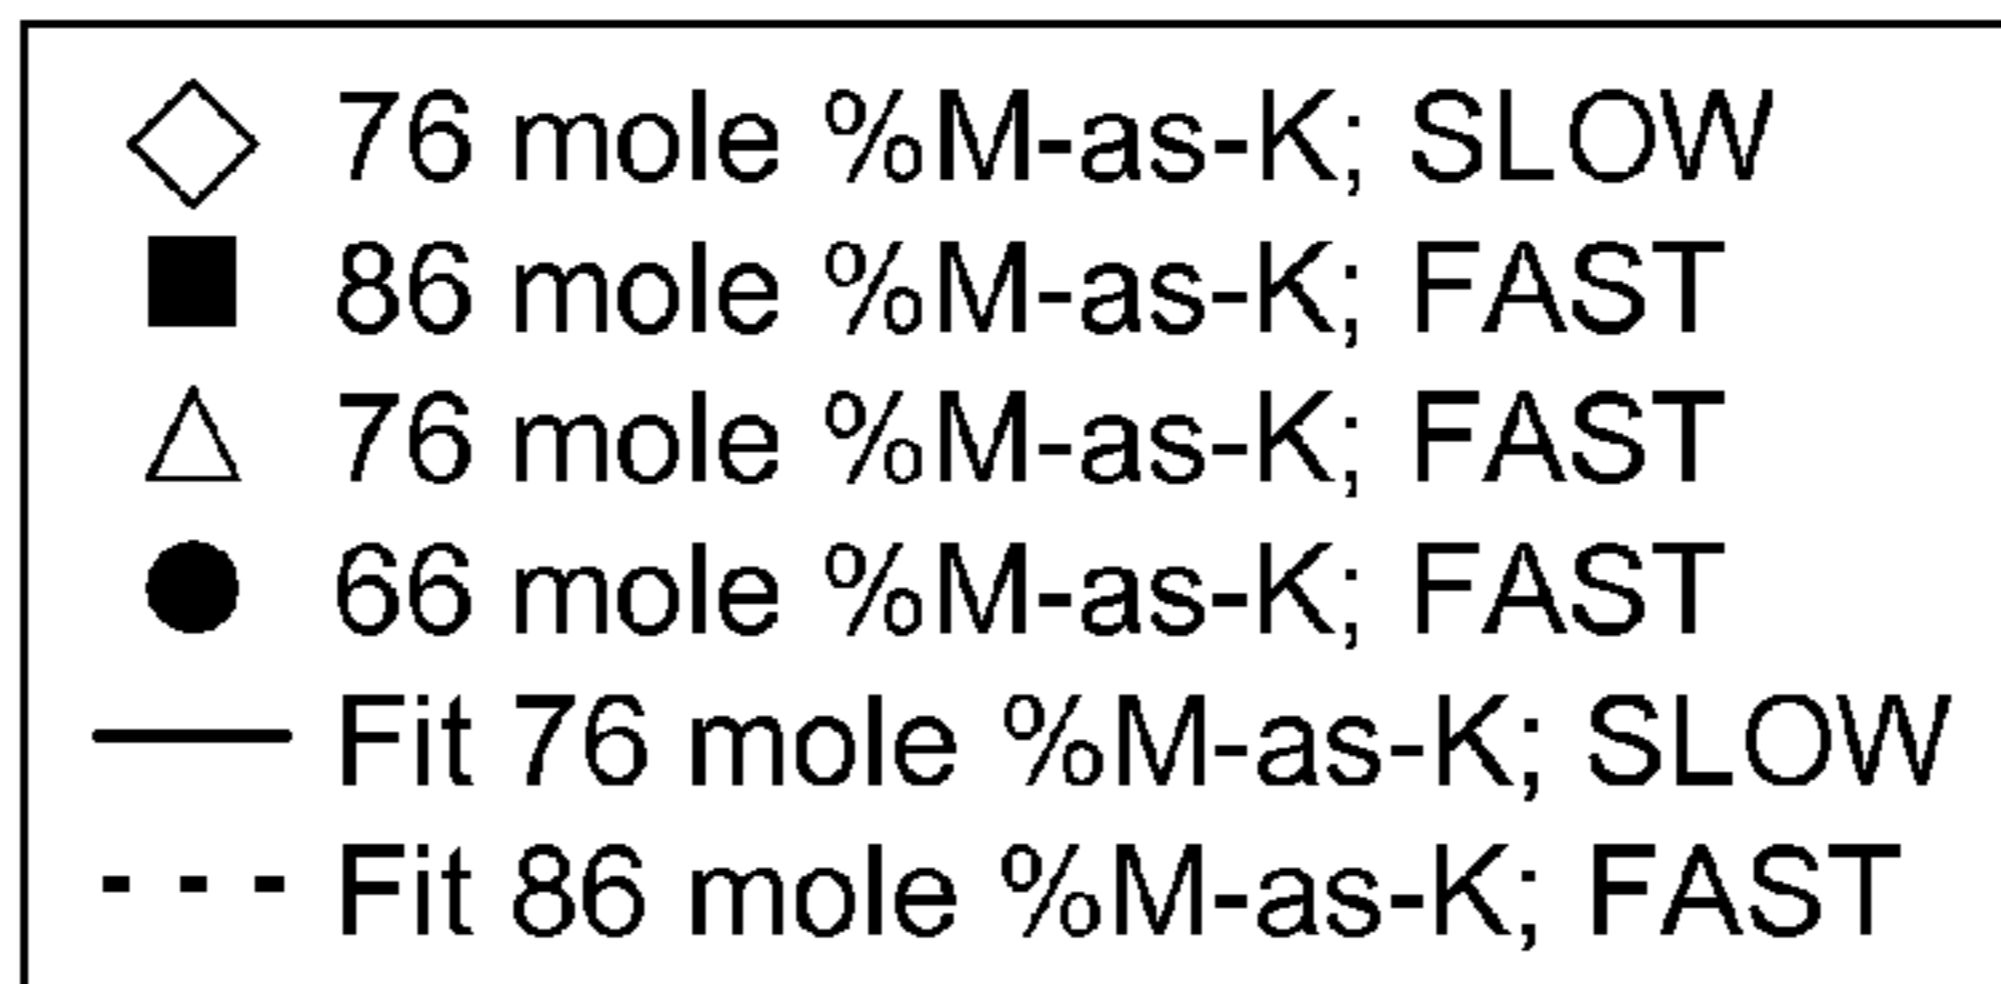 76 mole %M-as-K; SLOW
86 mole %M-as-K; FAST
76 mole %M-as-K; FAST
66 mole %M-as-K; FAST
Fit 76 mole %M-as-K; SLOW
Fit 86 mole %M-as-K; FAST